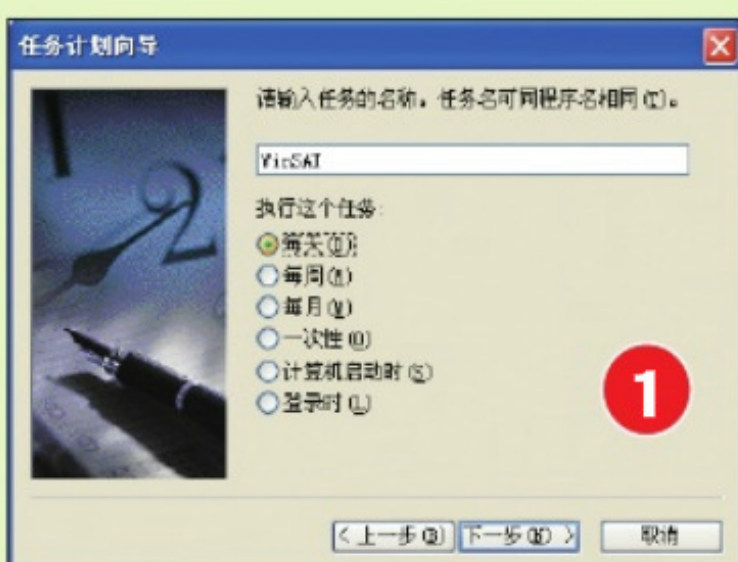 任务计划向导
请输入任务的名称。任务名可同程序名相同(T)。
WinSAT
执行这个任务:
每天(D)
每周(W)
每月(M)
一次性(O)
计算机启动时(S)
登录时(L)
1
2
<上一步(B)
下一步(N)>
取消